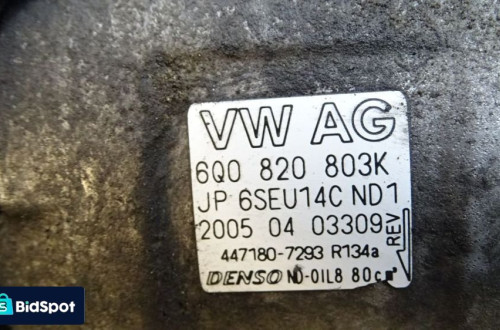 VW AG
6Q0 820 803K
JP 6SEU14C ND1
2005 04 03309
REV
447180-7293 R134a
DENSO ND-OIL8 80cm³
BidSpot